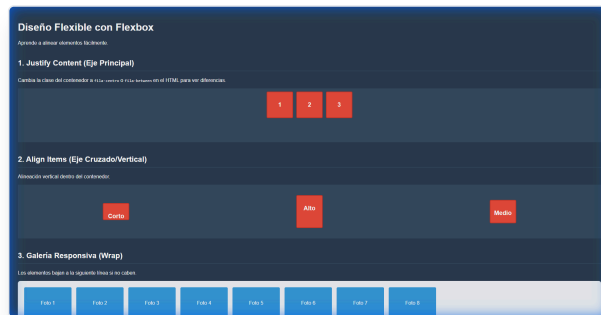 Diseño Flexible con Flexbox
Aprendo a alinear elementos fácilmente.
1. Justify Content (Eje Principal)
Cambia la clase del contenedor a fila-centro o fila-between en el HTML para ver diferencias.
1 2 3
2. Align Items (Eje Cruzado/Vertical)
Alineación vertical dentro del contenedor.
Corto Alto Medio
3. Galería Responsiva (Wrap)
Los elementos bajan a la siguiente línea si no caben.
Foto 1 Foto 2 Foto 3 Foto 4 Foto 5 Foto 6 Foto 7 Foto 8